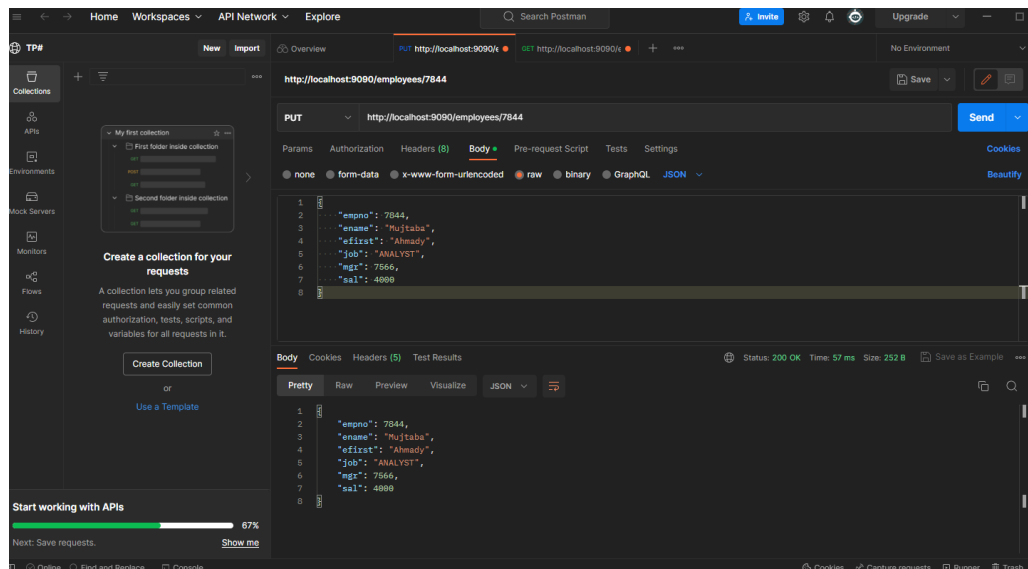 Home Workspaces API Network Explore Search Postman Invite Upgrade
TP# New Import Overview PUT http://localhost:9090/e GET http://localhost:9090/e No Environment
http://localhost:9090/employees/7844 Save
Collections
APIs
Environments
Mock Servers
Monitors
Flows
History
My first collection
First folder inside collection
GET
POST
GET
Second folder inside collection
GET
GET
Create a collection for your
requests
A collection lets you group related
requests and easily set common
authorization, tests, scripts, and
variables for all requests in it.
Create Collection
or
Use a Template
Start working with APIs
67%
Next: Save requests. Show me
PUT http://localhost:9090/employees/7844 Send
Params Authorization Headers (8) Body Pre-request Script Tests Settings Cookies
none form-data x-www-form-urlencoded raw binary GraphQL JSON Beautify
1 {
2 "empno": 7844,
3 "ename": "Mujtaba",
4 "efirst": "Ahmady",
5 "job": "ANALYST",
6 "mgr": 7566,
7 "sal": 4000
8 }
Body Cookies Headers (5) Test Results Status: 200 OK Time: 57 ms Size: 252 B Save as Example
Pretty Raw Preview Visualize JSON
1 {
2 "empno": 7844,
3 "ename": "Mujtaba",
4 "efirst": "Ahmady",
5 "job": "ANALYST",
6 "mgr": 7566,
7 "sal": 4000
8 }
Online Find and Replace Console Cookies Capture requests Runner Trash